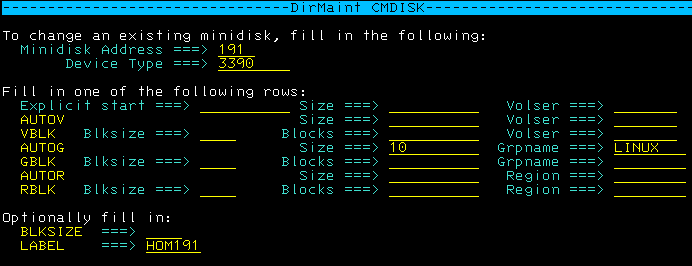 ---------------------------DirMaint CMDISK---------------------------
To change an existing minidisk, fill in the following:
Minidisk Address ===> 191
Device Type ===> 3390
Fill in one of the following rows:
Explicit start ===> Size ===> Volser ===>
AUTOV Size ===> Volser ===>
VBLK Blksize ===> Blocks ===> Volser ===>
AUTOG Size ===> 10 Grpname ===> LINUX
GBLK Blksize ===> Blocks ===> Grpname ===>
AUTOR Size ===> Region ===>
RBLK Blksize ===> Blocks ===> Region ===>
Optionally fill in:
BLKSIZE ===>
LABEL ===> HOM191